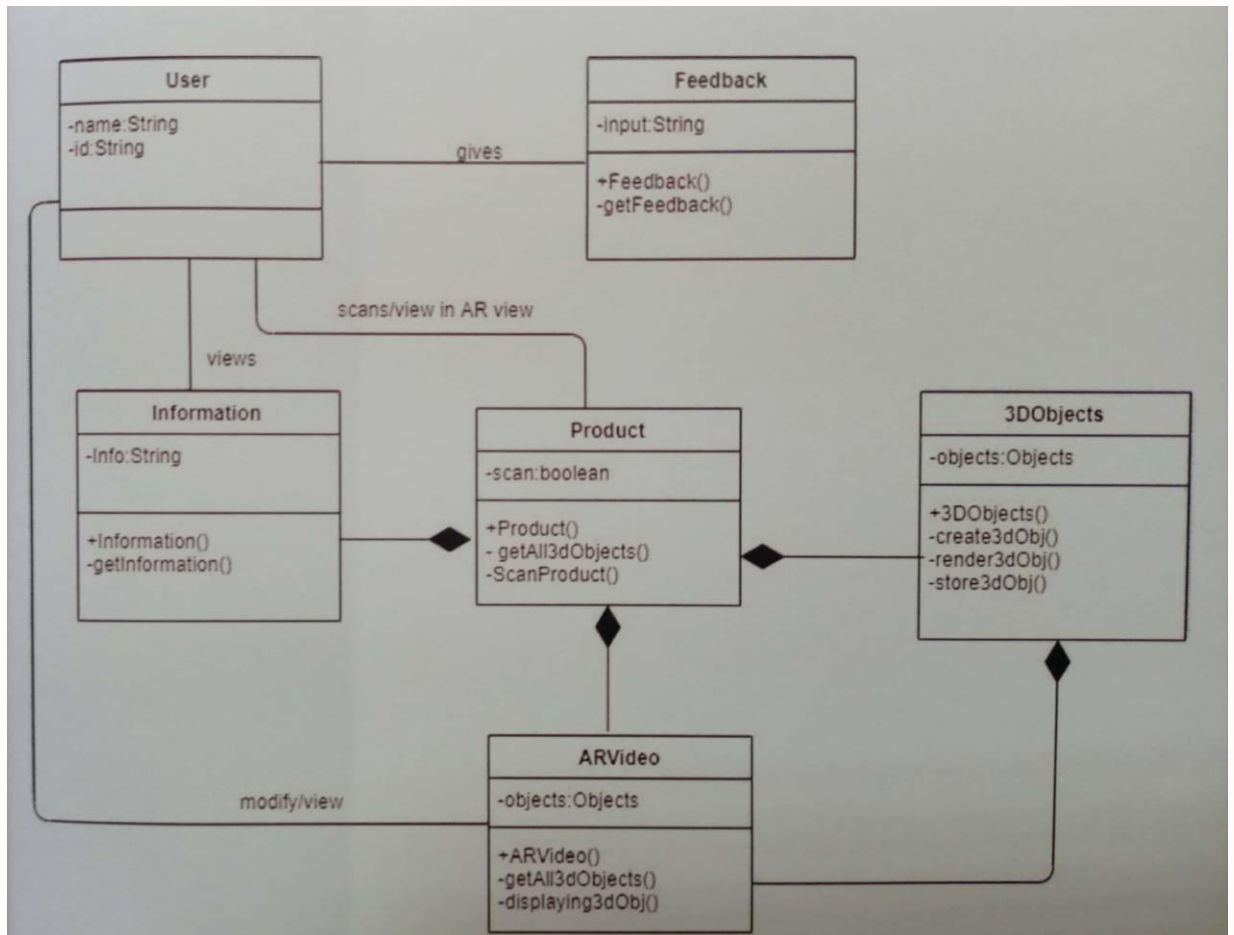 User
-name:String
-id:String
gives
Feedback
-input:String
+Feedback()
-getFeedback()
scans/view in AR view
views
Information
-Info:String
+Information()
-getInformation()
Product
-scan:boolean
+Product()
- getAll3dObjects()
-ScanProduct()
3DObjects
-objects:Objects
+3DObjects()
-create3dObj()
-render3dObj()
-store3dObj()
modify/view
ARVideo
-objects:Objects
+ARVideo()
-getAll3dObjects()
-displaying3dObj()